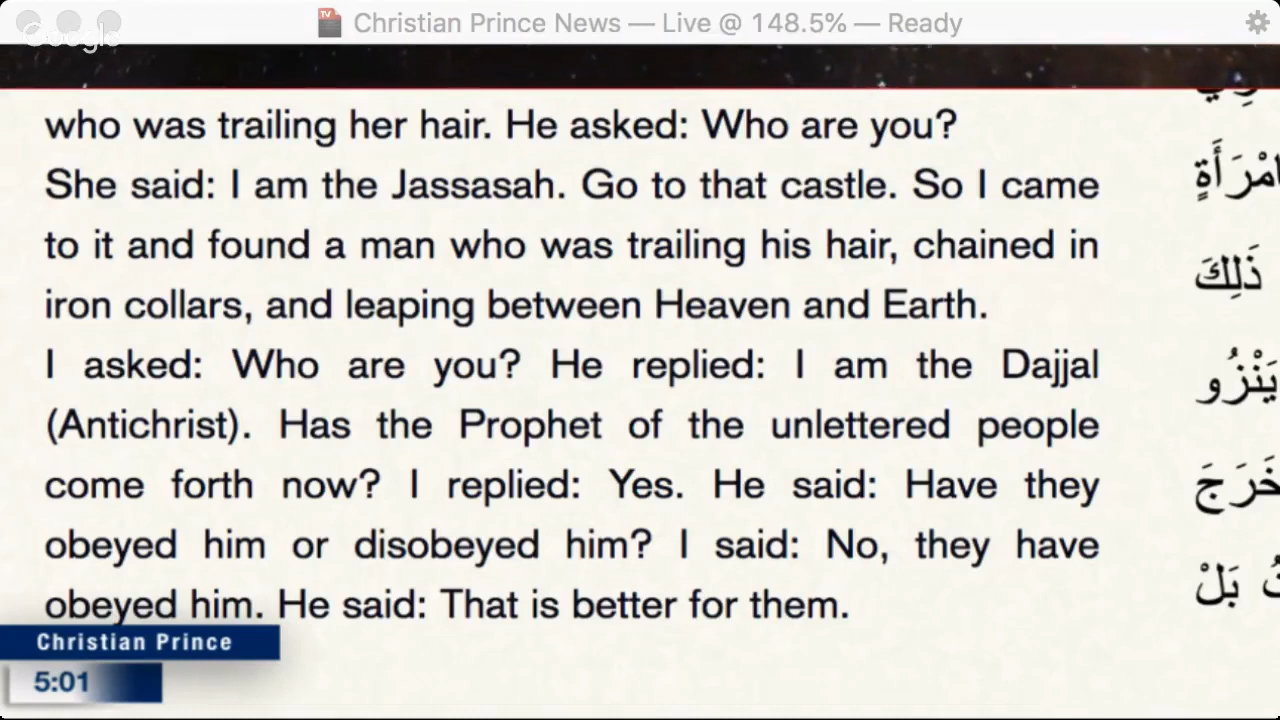 Christian Prince News — Live @ 148.5% — Ready
Google
who was trailing her hair. He asked: Who are you?
She said: I am the Jassasah. Go to that castle. So I came
to it and found a man who was trailing his hair, chained in
iron collars, and leaping between Heaven and Earth.
I asked: Who are you? He replied: I am the Dajjal
(Antichrist). Has the Prophet of the unlettered people
come forth now? I replied: Yes. He said: Have they
obeyed him or disobeyed him? I said: No, they have
obeyed him. He said: That is better for them.
ذَلِكَ
يَنْزُو
بَلْ
Christian Prince
5:01